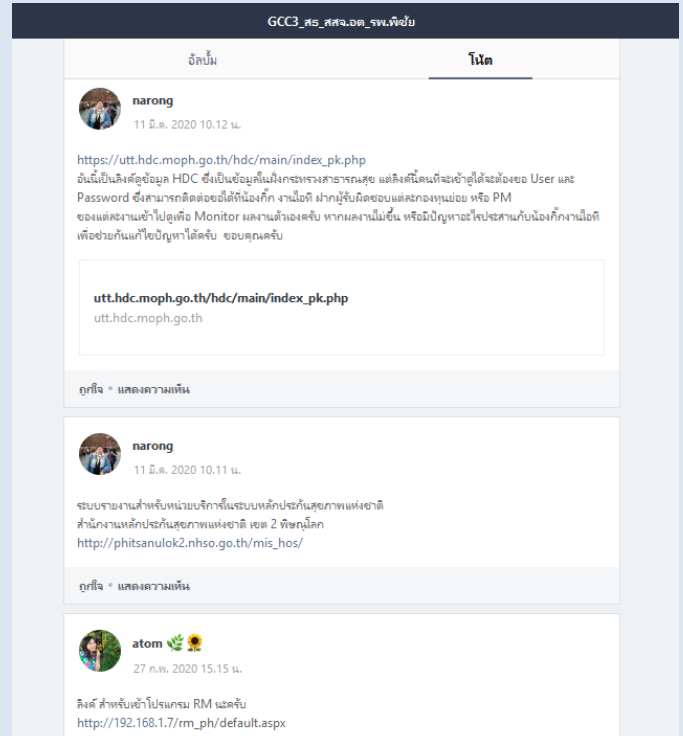 GCC3_สธ_สสจ.อต_รพ.พิชัย
อัลบั้ม
โน้ต
narong
11 มี.ค. 2020 10.12 น.
https://utt.hdc.moph.go.th/hdc/main/index_pk.php
อันนี้เป็นลิงค์ดูข้อมูล HDC ซึ่งเป็นข้อมูลในฝั่งกระทรวงสาธารณสุข แต่ลิงค์นี้คนที่จะเข้าดูได้จะต้องขอ User และ
Password ซึ่งสามารถติดต่อขอได้ที่น้องกิ๊ก งานไอที ฝากผู้รับผิดชอบแต่ละกองทุนย่อย หรือ PM
ของแต่ละงานเข้าไปดูเพื่อ Monitor ผลงานตัวเองครับ หากผลงานไม่ขึ้น หรือมีปัญหาอะไรประสานกับน้องกิ๊กงานไอที
เพื่อช่วยกันแก้ไขปัญหาได้ครับ ขอบคุณครับ
utt.hdc.moph.go.th/hdc/main/index_pk.php
utt.hdc.moph.go.th
ถูกใจ • แสดงความเห็น
narong
11 มี.ค. 2020 10.11 น.
ระบบรายงานสำหรับหน่วยบริการในระบบหลักประกันสุขภาพแห่งชาติ
สำนักงานหลักประกันสุขภาพแห่งชาติ เขต 2 พิษณุโลก
http://phitsanulok2.nhso.go.th/mis_hos/
ถูกใจ • แสดงความเห็น
atom 🌿🌻
27 ก.พ. 2020 15.15 น.
ลิงค์ สำหรับเข้าโปรแกรม RM นะครับ
http://192.168.1.7/rm_ph/default.aspx